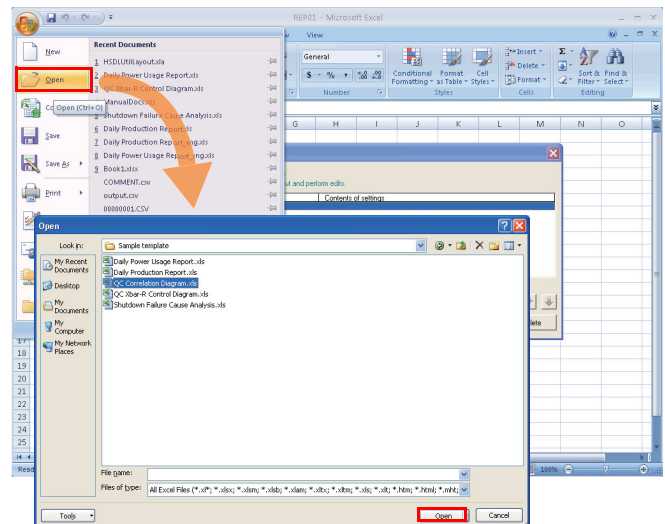 REP01 - Microsoft Excel
View
New
Open
Open (Ctrl+O)
Save
Save As
Print
Recent Documents
1 HSDLUtilLayout.xla
2 Daily Power Usage Report.xls
3 QC Xbar-R Control Diagram.xls
ManualDocs.xls
Shutdown Failure Cause Analysis.xls
6 Daily Production Report.xls
7 Daily Production Report_eng.xls
8 Daily Power Usage Report_eng.xls
9 Book1.xlsx
COMMENT.csv
output.csv
00000001.CSV
General
$ - % ,
Number
Conditional Formatting
Format as Table
Cell Styles
Styles
Insert
Delete
Format
Cells
Sort & Filter
Find & Select
Editing
G H I J K L M N O
ut and perform edits.
Contents of settings
lete
Open
Look in:
Sample template
My Recent Documents
Desktop
My Documents
My Computer
My Network Places
Daily Power Usage Report.xls
Daily Production Report.xls
QC Correlation Diagram.xls
QC Xbar-R Control Diagram.xls
Shutdown Failure Cause Analysis.xls
File name:
Files of type:
All Excel Files (*.xl*; *.xlsx; *.xlsm; *.xlsb; *.xlam; *.xltx; *.xltm; *.xls; *.xlt; *.htm; *.html; *.mht;
Tools
Open
Cancel
17
18
19
20
21
22
23
24
25
Read
100%